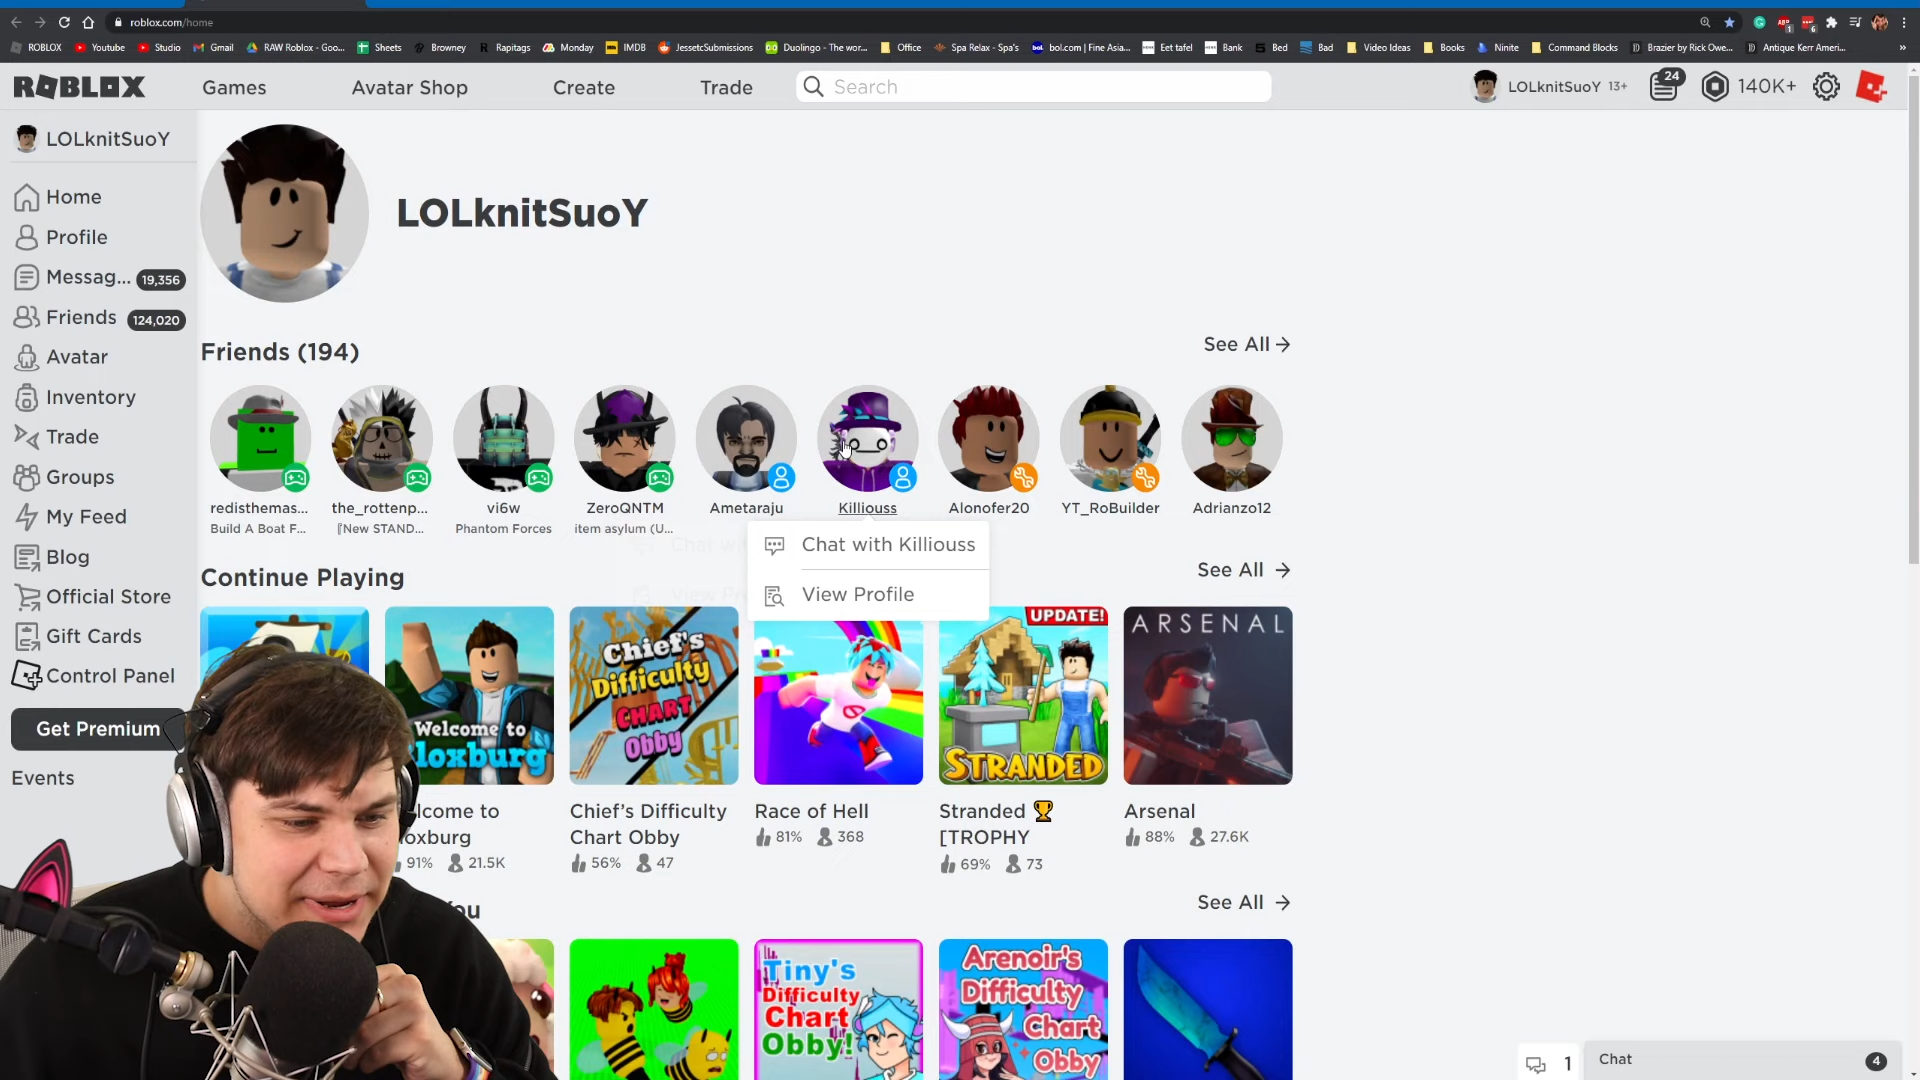 roblox.com/home
ROBLOX Youtube Studio Gmail RAW Roblox - Goo... Sheets Browney Rapitags Monday IMDB JessetcSubmissions Duolingo - The wor... Office Spa Relax - Spa's bol.com | Fine Asia... Eet tafel Bank Bed Bad Video Ideas Books Ninite Command Blocks Brazier by Rick Owe... Antique Kerr Ameri... »
ROBLOX Games Avatar Shop Create Trade Search LOLknitSuoY 13+ 24 140K+
LOLknitSuoY
Home
Profile
Messag... 19,356
Friends 124,020
Avatar
Inventory
Trade
Groups
My Feed
Blog
Official Store
Gift Cards
Control Panel
Get Premium
Events
LOLknitSuoY
Friends (194) See All
redisthemas... the_rottenp... vi6w ZeroQNTM Ametaraju Killiouss Alonofer20 YT_RoBuilder Adrianzo12
Build A Boat F... [New STAND... Phantom Forces item asylum (U...
Chat with Killiouss
View Profile
Continue Playing See All
Welcome to
loxburg
Chief's
Difficulty
CHART
Obby
UPDATE!
STRANDED
ARSENAL
lcome to
oxburg
91% 21.5K
Chief's Difficulty
Chart Obby
56% 47
Race of Hell
81% 368
Stranded 🏆
[TROPHY
69% 73
Arsenal
88% 27.6K
ou See All
Tiny's
Difficulty
Chart
Obby!
Arenoir's
Difficulty
Chart
Obby
1 Chat 4